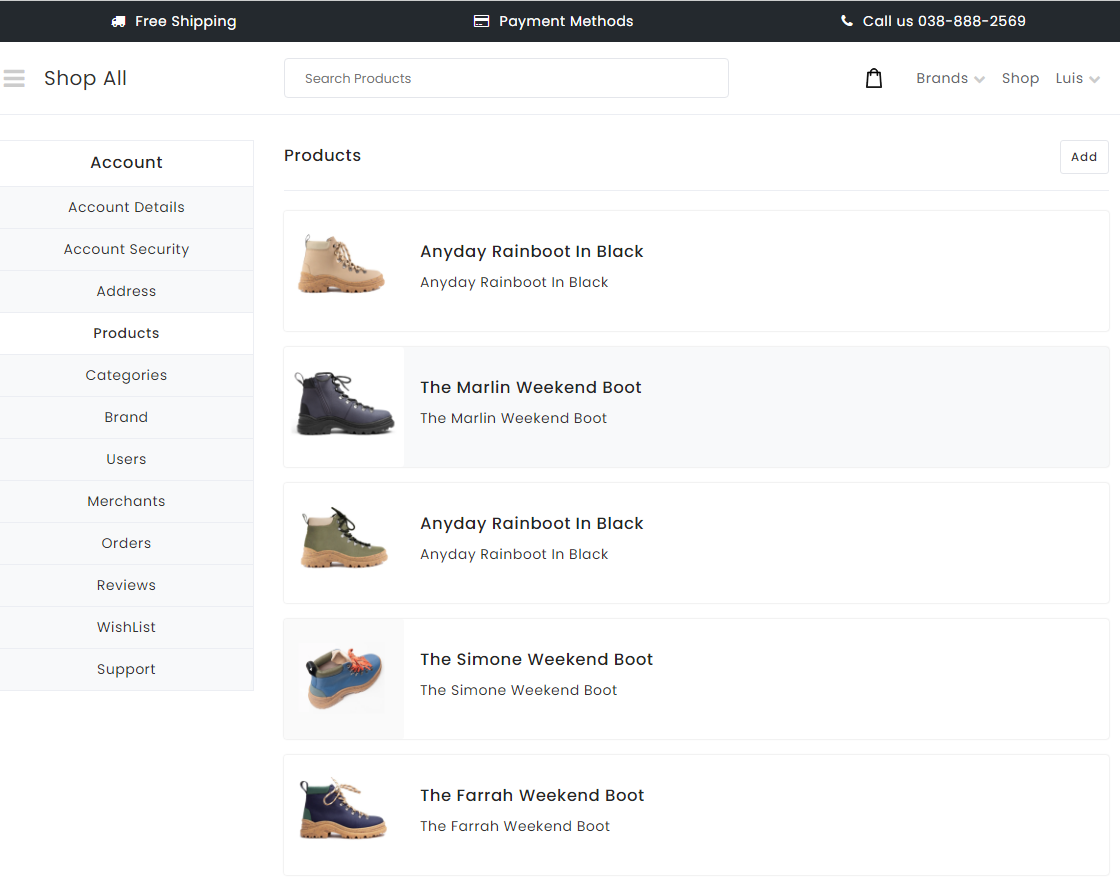 Free Shipping
Payment Methods
Call us 038-888-2569
Shop All
Search Products
Brands
Shop
Luis
Account
Account Details
Account Security
Address
Products
Categories
Brand
Users
Merchants
Orders
Reviews
WishList
Support
Products
Add
Anyday Rainboot In Black
Anyday Rainboot In Black
The Marlin Weekend Boot
The Marlin Weekend Boot
Anyday Rainboot In Black
Anyday Rainboot In Black
The Simone Weekend Boot
The Simone Weekend Boot
The Farrah Weekend Boot
The Farrah Weekend Boot